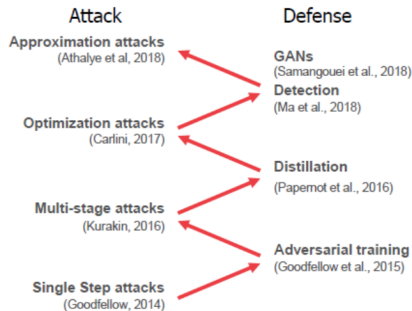 Attack
Defense
Approximation attacks
(Athalye et al, 2018)
GANs
(Samangouei et al., 2018)
Detection
(Ma et al., 2018)
Optimization attacks
(Carlini, 2017)
Distillation
(Papernot et al., 2016)
Multi-stage attacks
(Kurakin, 2016)
Adversarial training
(Goodfellow et al., 2015)
Single Step attacks
(Goodfellow, 2014)